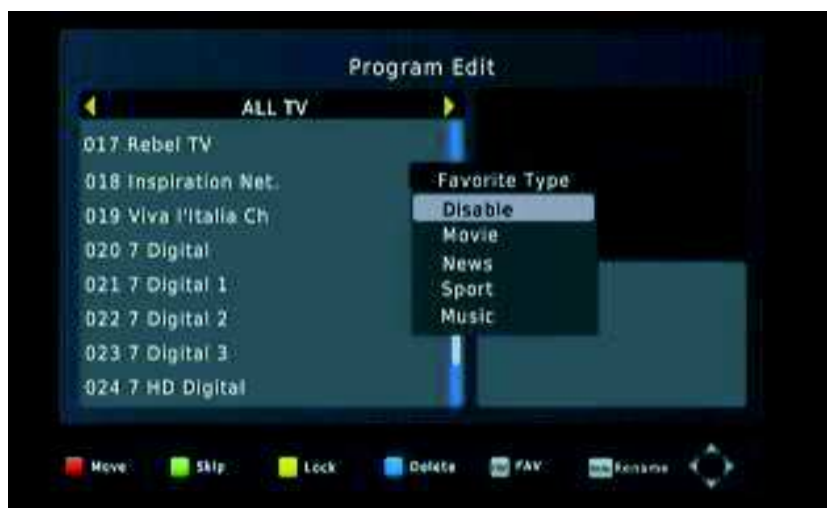 Program Edit
ALL TV
017 Rebel TV
018 Inspiration Net.
019 Viva l'Italia Ch
020 7 Digital
021 7 Digital 1
022 7 Digital 2
023 7 Digital 3
024 7 HD Digital
Favorite Type
Disable
Movie
News
Sport
Music
Move Skip Lock Delete FAV Rename